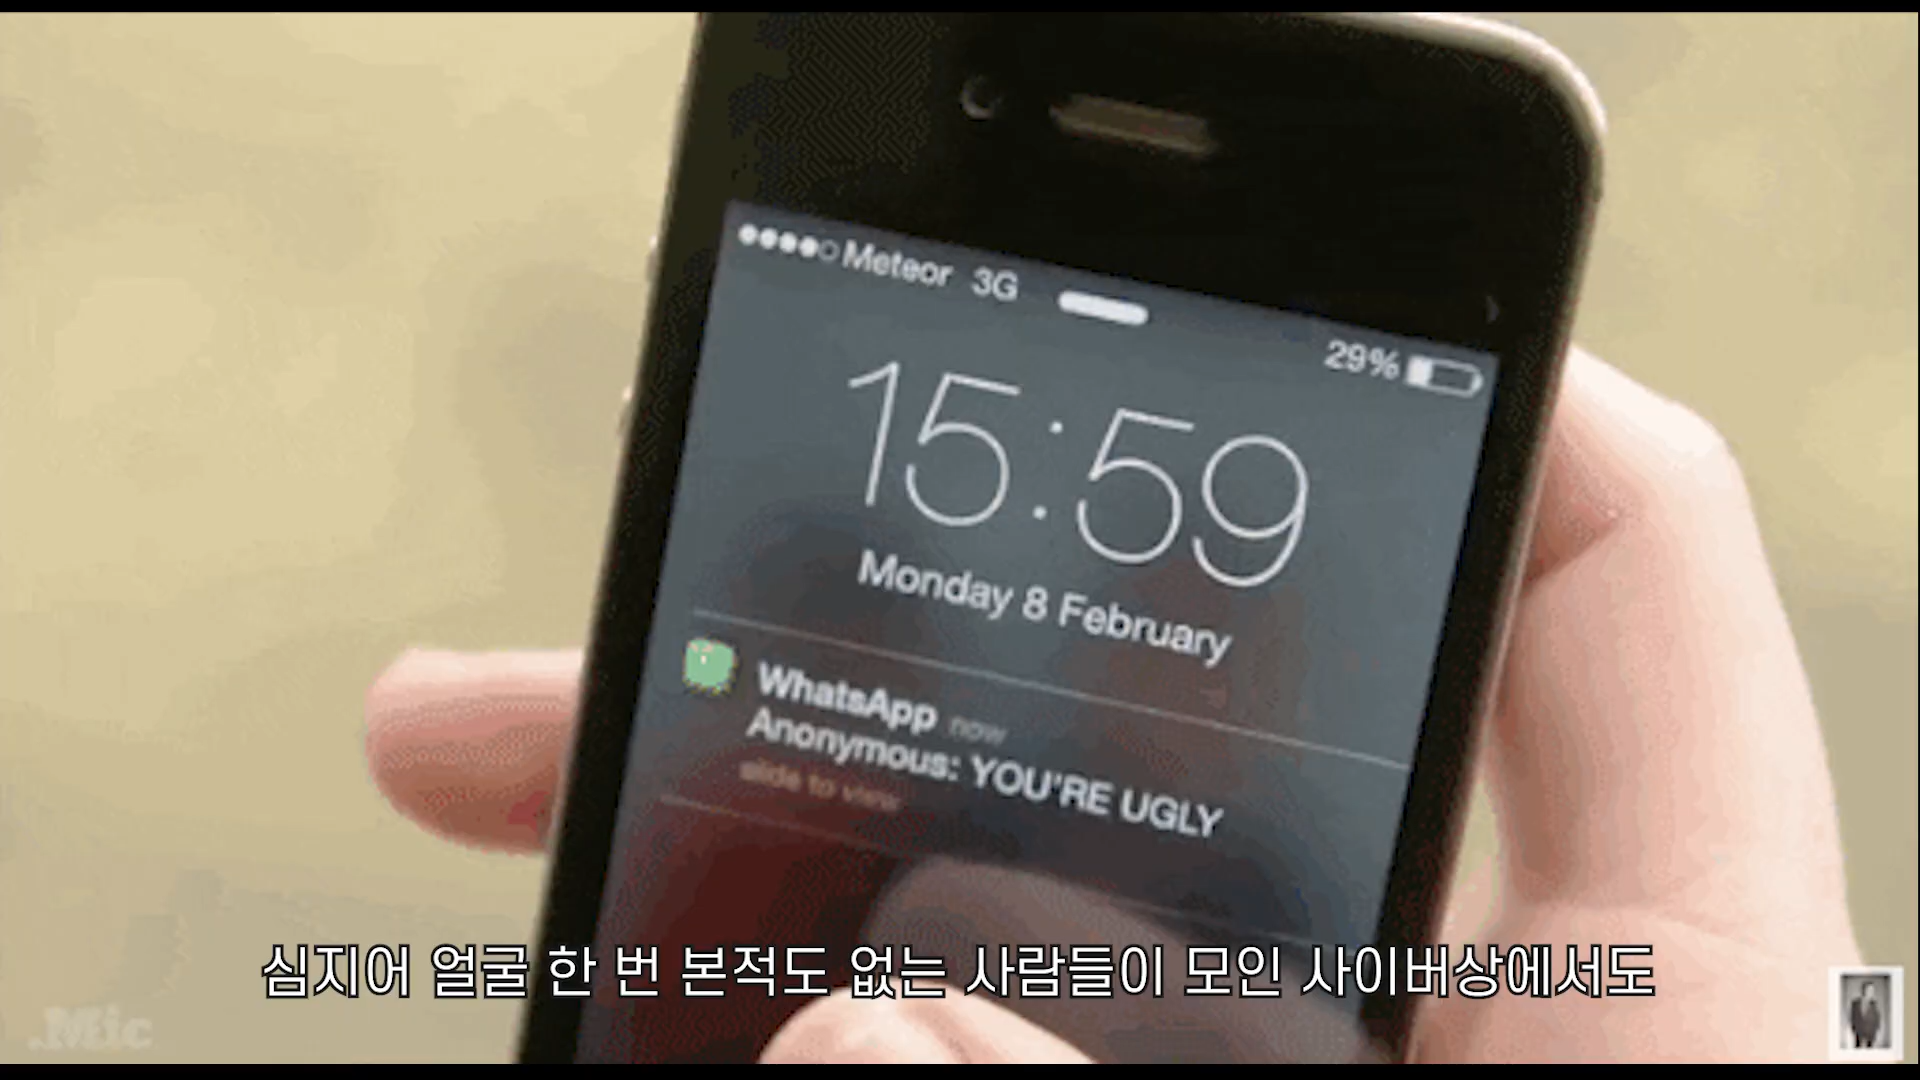 Meteor 3G
29%
15:59
Monday 8 February
WhatsApp now
Anonymous: YOU'RE UGLY
slide to view
심지어 얼굴 한 번 본적도 없는 사람들이 모인 사이버상에서도
.Mic